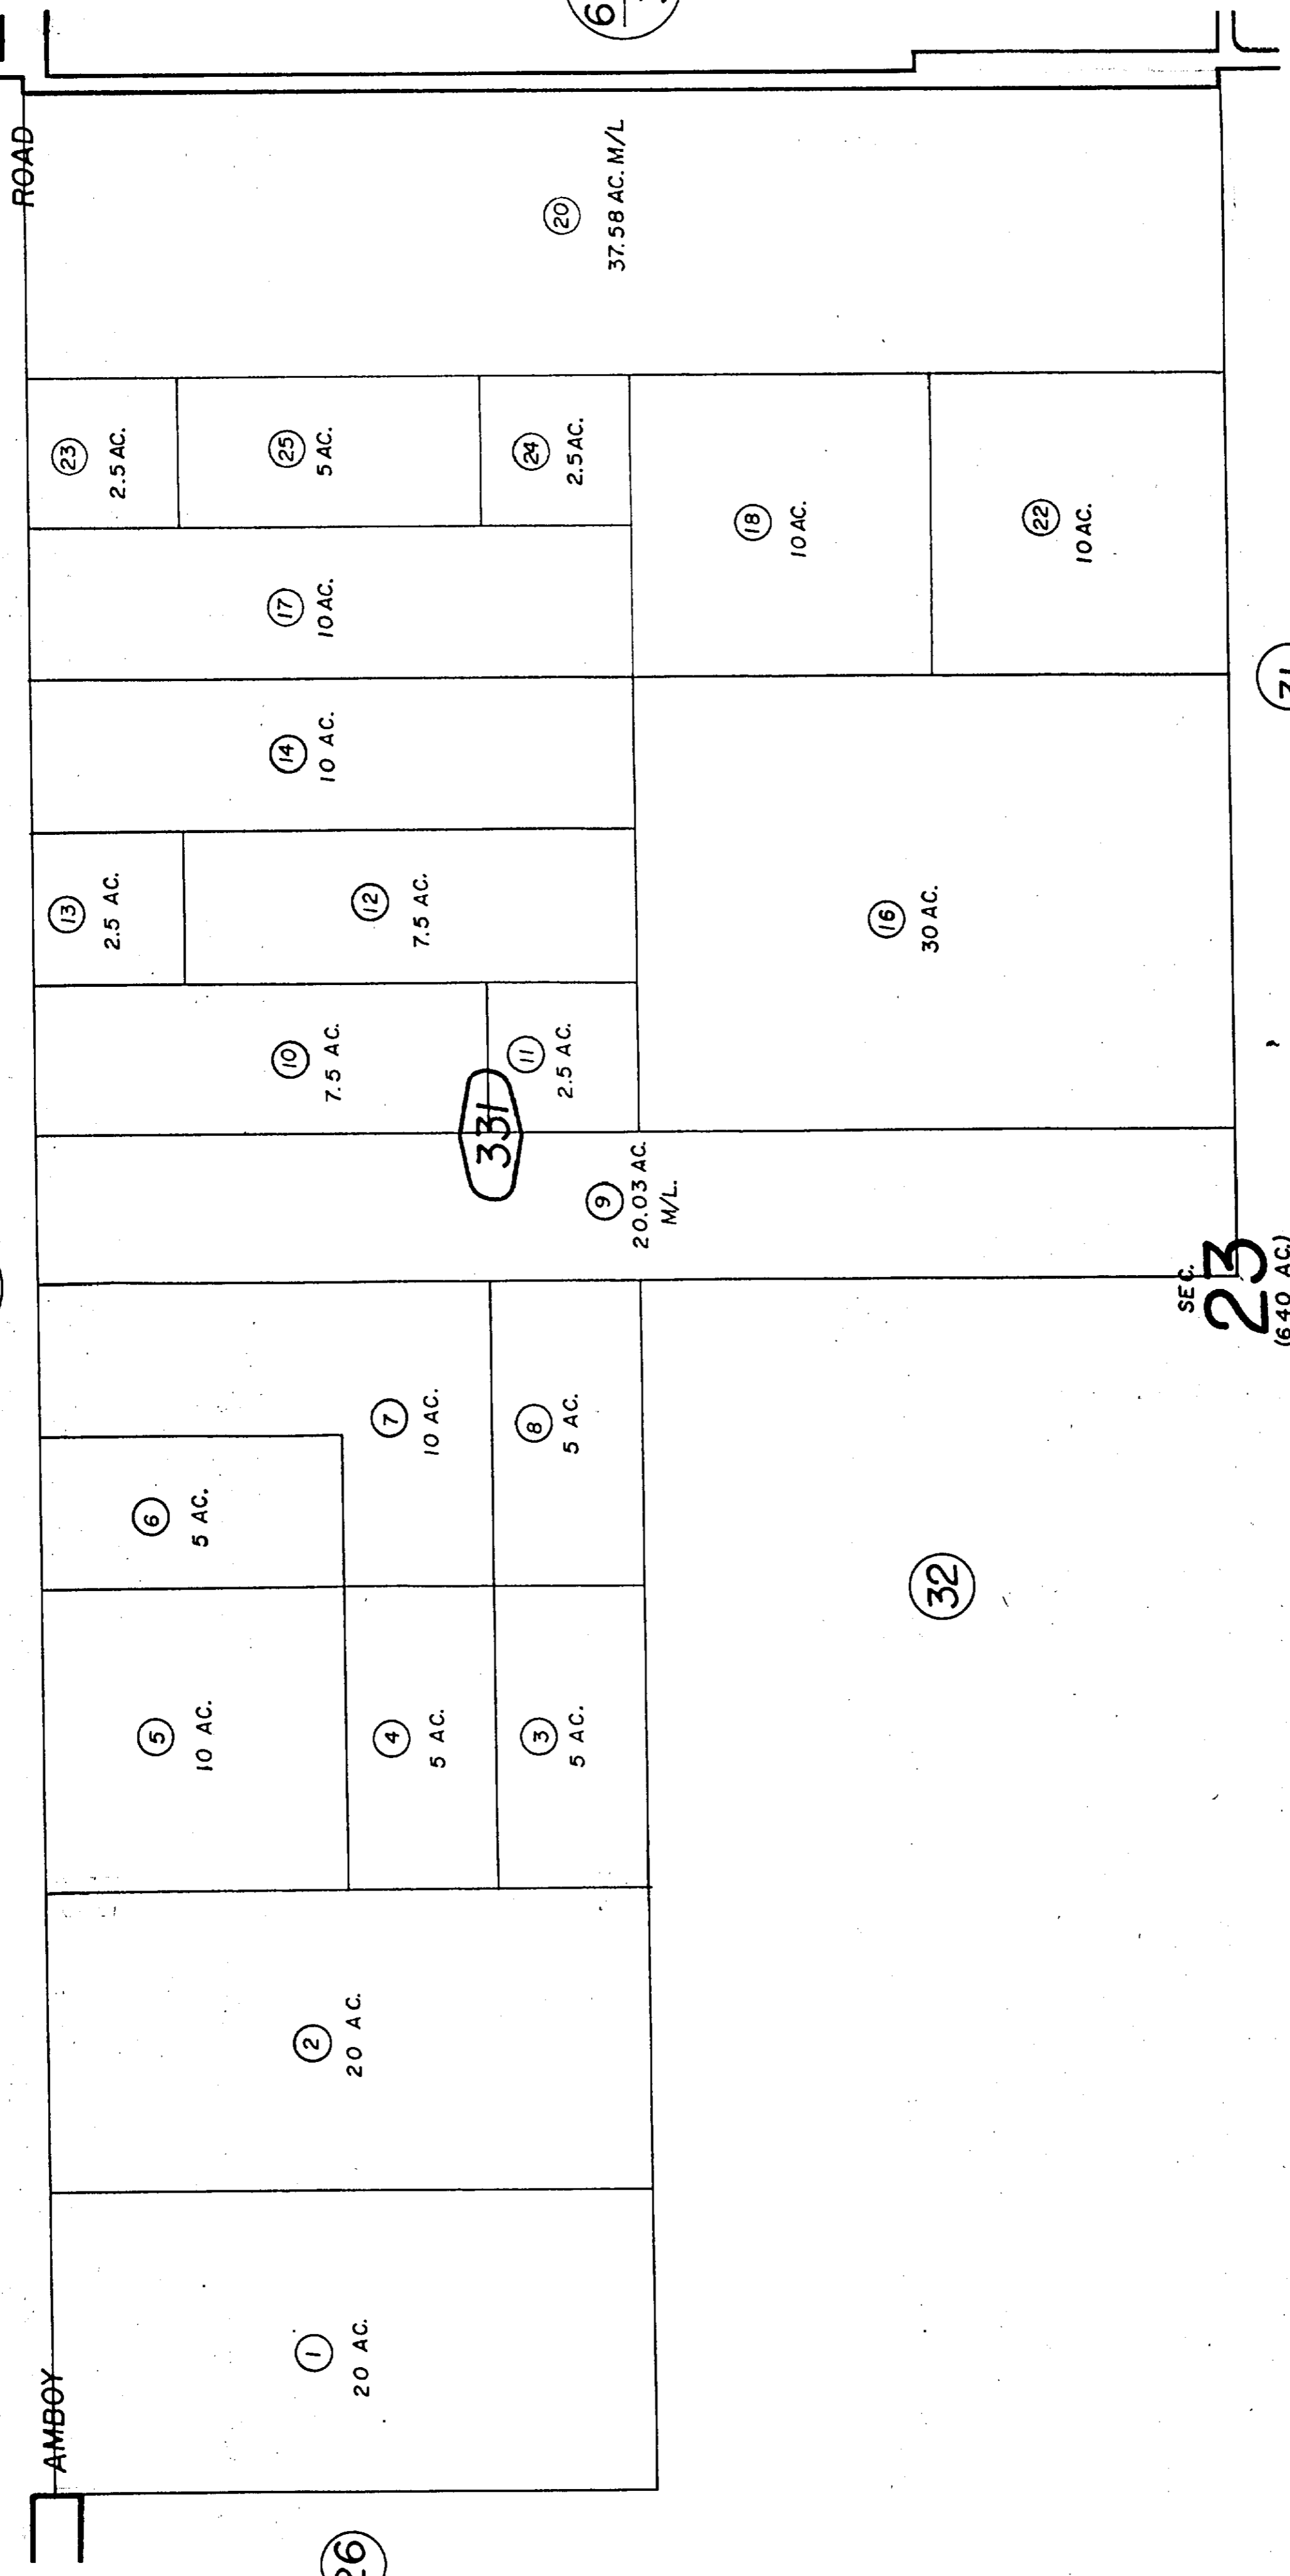 AMBOY ROAD
1
20 AC.
2
20 AC.
5
10 AC.
4
5 AC.
3
5 AC.
6
5 AC.
7
10 AC.
8
5 AC.
9
20.03 AC.
M/L.
331
10
7.5 AC.
11
2.5 AC.
13
2.5 AC.
12
7.5 AC.
14
10 AC.
17
10 AC.
23
2.5 AC.
25
5 AC.
24
2.5 AC.
16
30 AC.
18
10 AC.
22
10 AC.
20
37.58 AC. M/L
32
SEC.
23
(640 AC.)
26
6